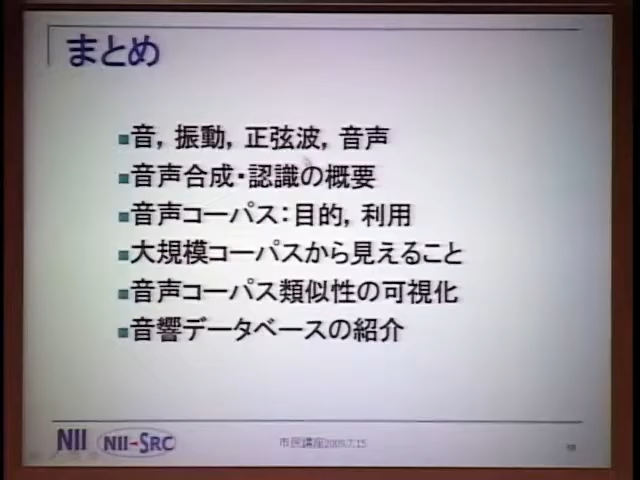 まとめ
音，振動，正弦波，音声
音声合成・認識の概要
音声コーパス：目的，利用
大規模コーパスから見えること
音声コーパス類似性の可視化
音響データベースの紹介
NII NII-SRC 市民講座2009.7.15